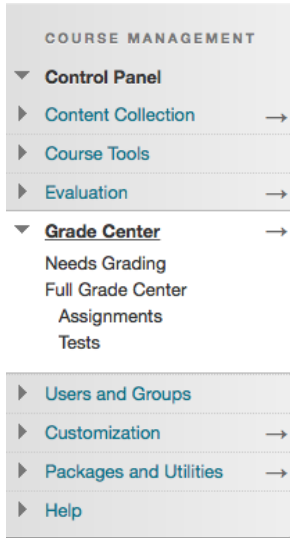 COURSE MANAGEMENT
Control Panel
Content Collection →
Course Tools
Evaluation →
Grade Center →
Needs Grading
Full Grade Center
Assignments
Tests
Users and Groups
Customization →
Packages and Utilities →
Help